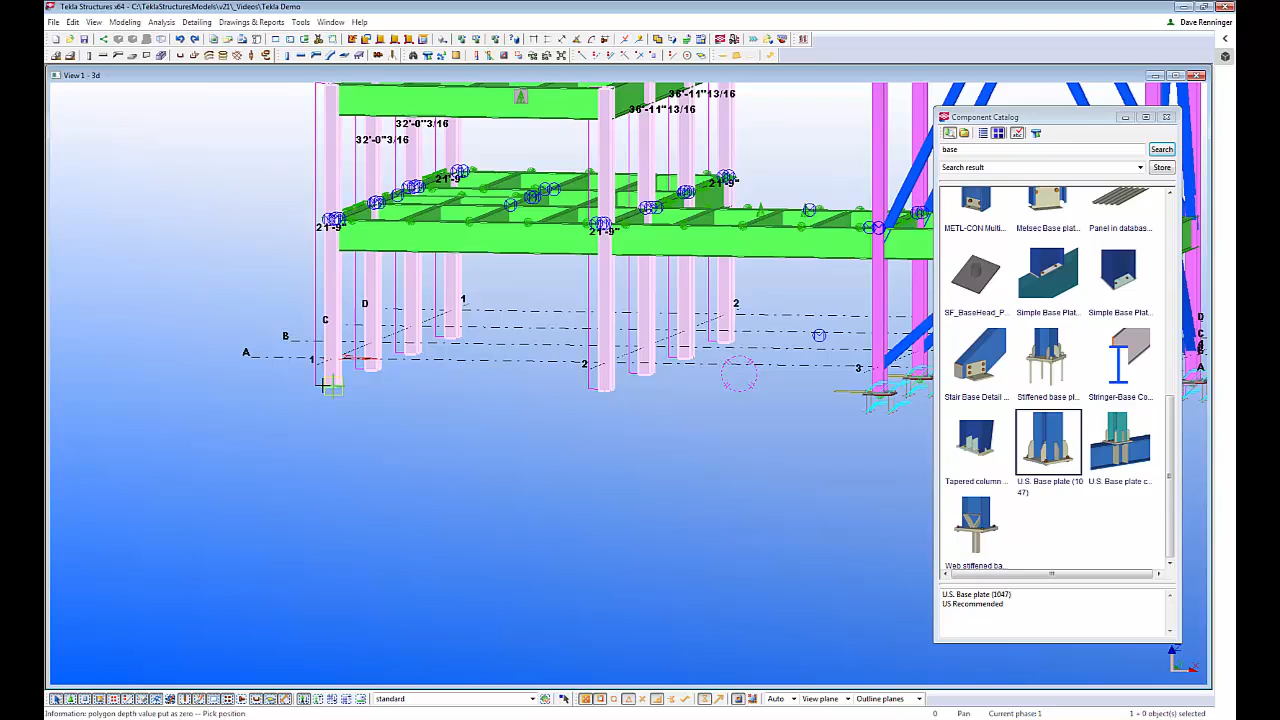 Tekla Structures x64 - C:\TeklaStructuresModels\v21\_Videos\Tekla Demo
File Edit View Modeling Analysis Detailing Drawings & Reports Tools Window Help
Dave Renninger
View 1 - 3d
36'-11"13/16
36'-11"13/16
32'-0"3/16
32'-0"3/16
21'-9"
21'-9"
21'-9"
21'-9"
1
D
2
C
B
A
1
2
3
D
C
B
A
Component Catalog
base
Search
Search result
Store
METL-CON Multi...
Metsec Base plat...
Panel in databas...
SF_BaseHead_P...
Simple Base Plat...
Simple Base Plat...
Stair Base Detail ...
Stiffened base pl...
Stringer-Base Co...
Tapered column...
U.S. Base plate (10
47)
U.S. Base plate c...
Web stiffened ba...
U.S. Base plate (1047)
US Recommended
standard
Auto
View plane
Outline planes
Information: polygon depth value put as zero -- Pick position
0
Pan
Current phase: 1
1 + 0 object(s) selected